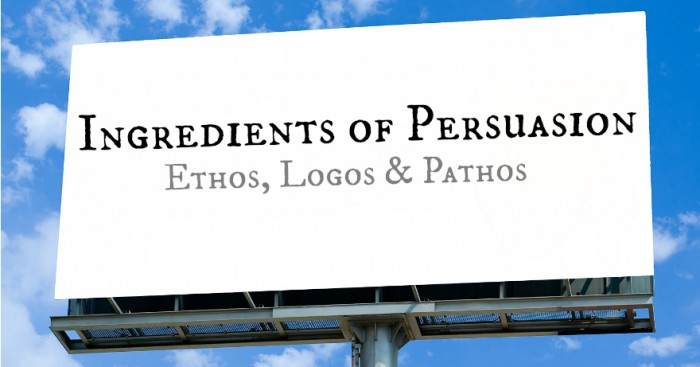 Ingredients of Persuasion
Ethos, Logos & Pathos